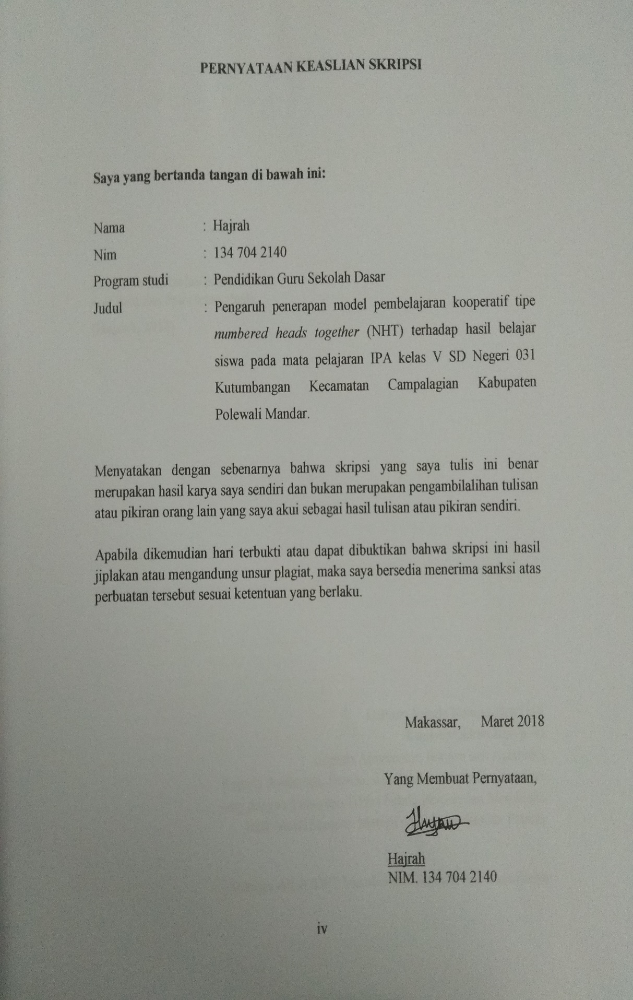 PERNYATAAN KEASLIAN SKRIPSI
Saya yang bertanda tangan di bawah ini:
Nama : Hajrah
Nim : 134 704 2140
Program studi : Pendidikan Guru Sekolah Dasar
Judul : Pengaruh penerapan model pembelajaran kooperatif tipe
numbered heads together (NHT) terhadap hasil belajar
siswa pada mata pelajaran IPA kelas V SD Negeri 031
Kutumbangan Kecamatan Campalagian Kabupaten
Polewali Mandar.
Menyatakan dengan sebenarnya bahwa skripsi yang saya tulis ini benar
merupakan hasil karya saya sendiri dan bukan merupakan pengambilalihan tulisan
atau pikiran orang lain yang saya akui sebagai hasil tulisan atau pikiran sendiri.
Apabila dikemudian hari terbukti atau dapat dibuktikan bahwa skripsi ini hasil
jiplakan atau mengandung unsur plagiat, maka saya bersedia menerima sanksi atas
perbuatan tersebut sesuai ketentuan yang berlaku.
Makassar, Maret 2018
Yang Membuat Pernyataan,
Hajrah
NIM. 134 704 2140
iv